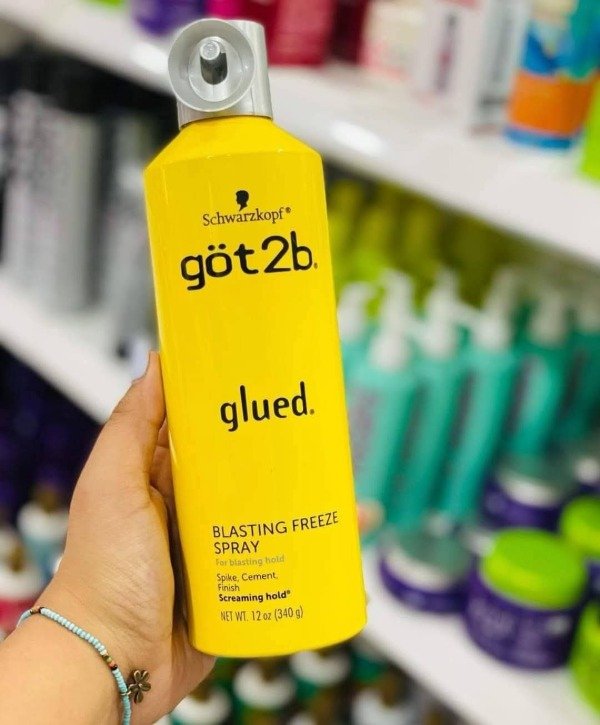 Schwarzkopf®
göt2b.
glued.
BLASTING FREEZE
SPRAY
For blasting hold
Spike, Cement,
Finish
Screaming hold®
NET WT. 12 oz (340 g)